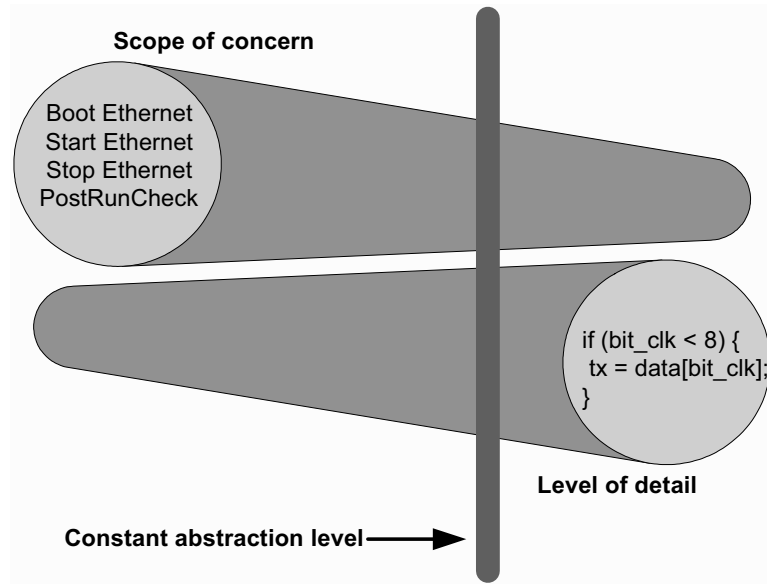 Scope of concern
Boot Ethernet
Start Ethernet
Stop Ethernet
PostRunCheck
if (bit_clk < 8) {
tx = data[bit_clk];
}
Level of detail
Constant abstraction level